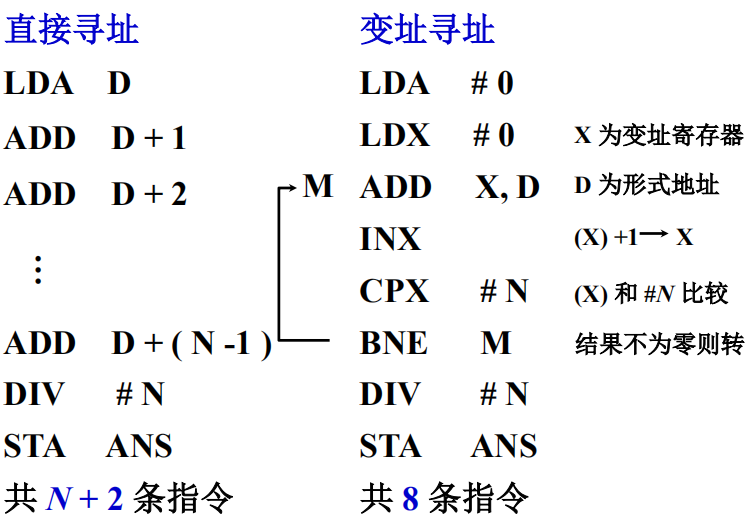 直接寻址
LDA D
ADD D + 1
ADD D + 2
⋮
ADD D + ( N -1 )
DIV # N
STA ANS
共 N + 2 条指令
变址寻址
LDA # 0
LDX # 0 X 为变址寄存器
M ADD X, D D 为形式地址
INX (X) +1→ X
CPX # N (X) 和 #N 比较
BNE M 结果不为零则转
DIV # N
STA ANS
共 8 条指令